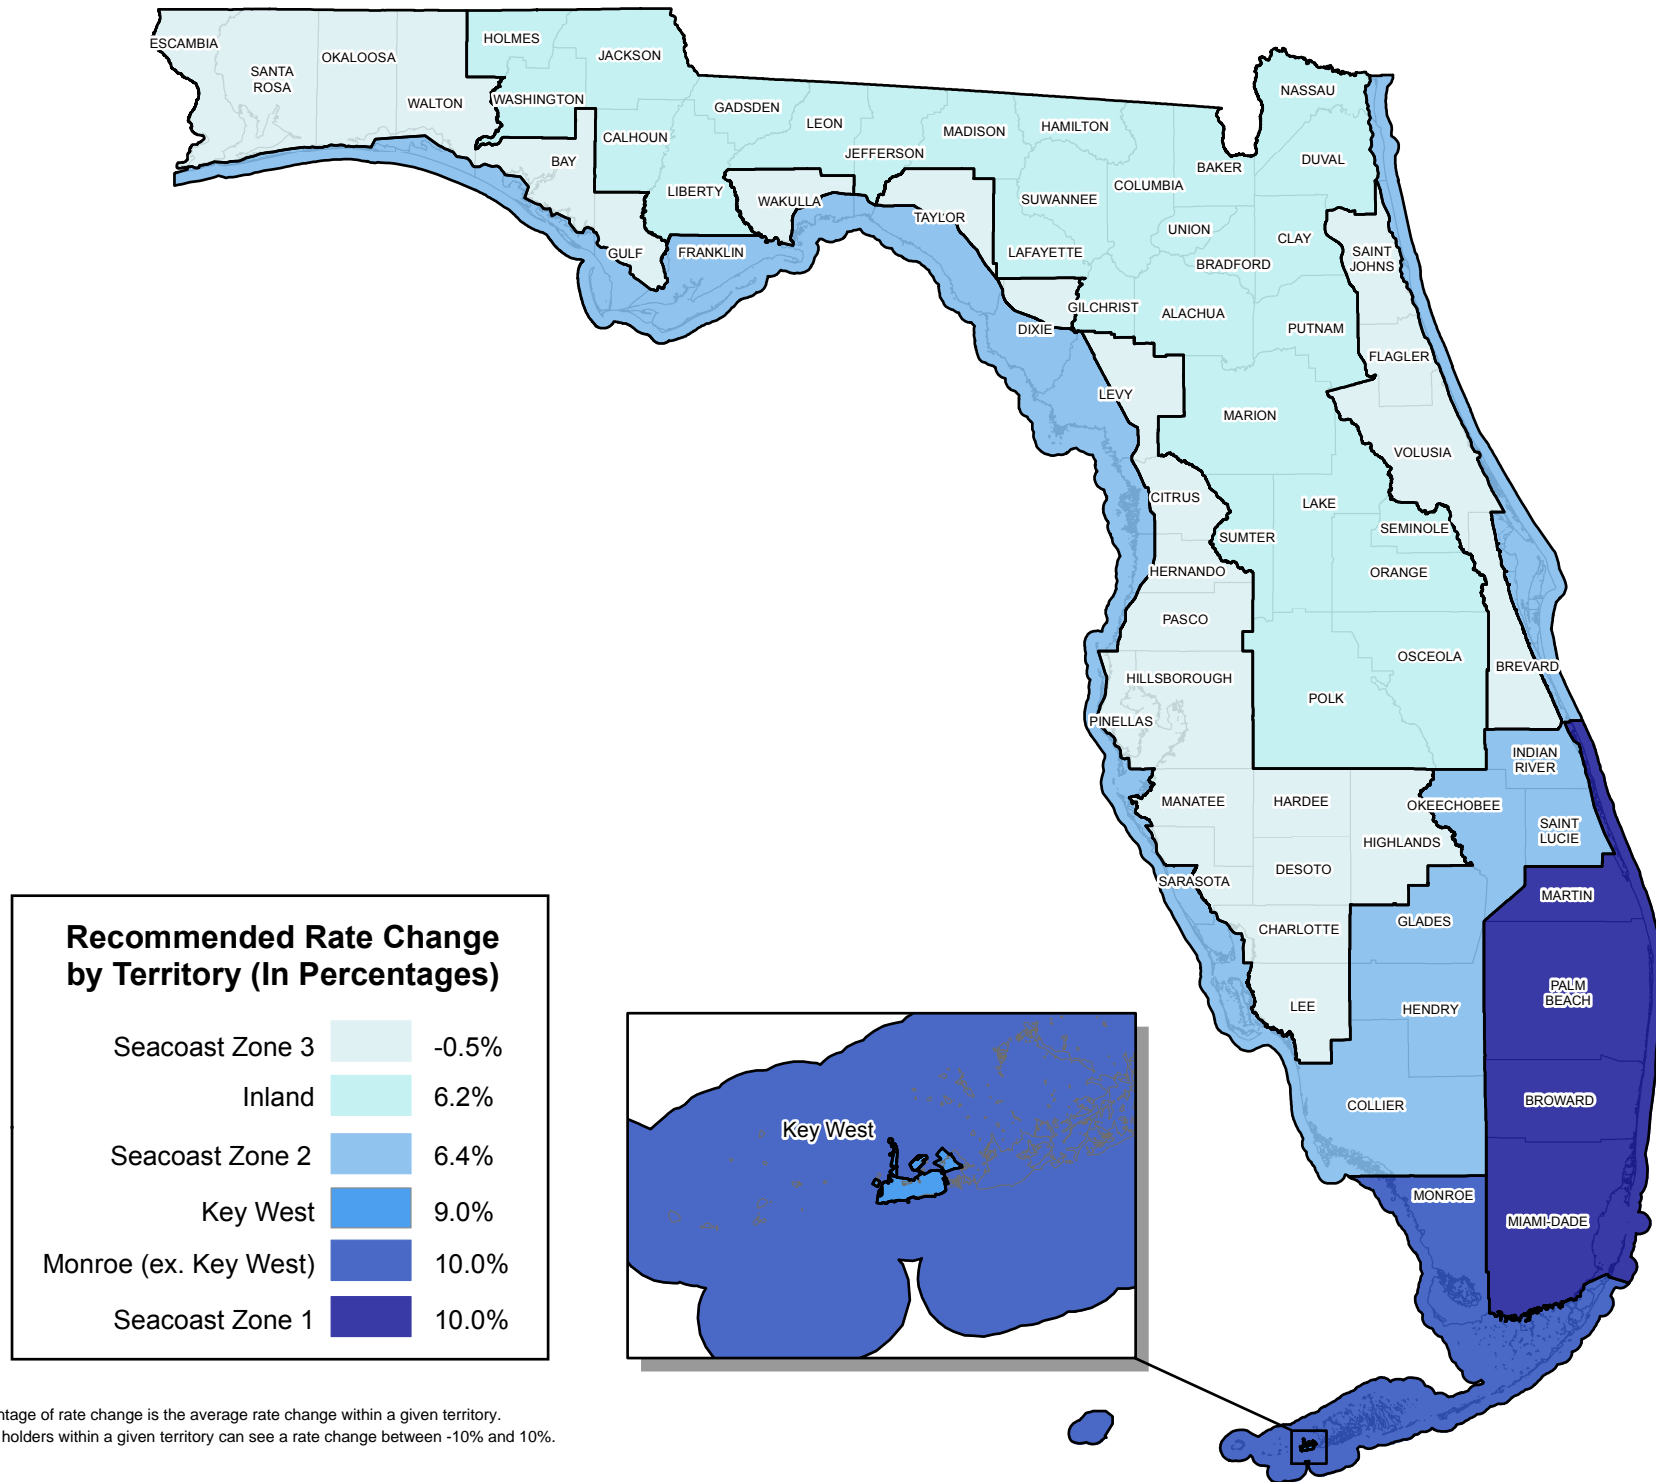 ESCAMBIA
SANTA
ROSA
OKALOOSA
WALTON
HOLMES
JACKSON
WASHINGTON
BAY
CALHOUN
GULF
LIBERTY
GADSDEN
FRANKLIN
LEON
WAKULLA
JEFFERSON
MADISON
TAYLOR
HAMILTON
SUWANNEE
LAFAYETTE
DIXIE
COLUMBIA
GILCHRIST
BAKER
UNION
BRADFORD
ALACHUA
NASSAU
DUVAL
CLAY
SAINT
JOHNS
PUTNAM
FLAGLER
LEVY
MARION
VOLUSIA
CITRUS
LAKE
SUMTER
SEMINOLE
HERNANDO
ORANGE
PASCO
OSCEOLA
BREVARD
HILLSBOROUGH
POLK
PINELLAS
INDIAN
RIVER
MANATEE
HARDEE
OKEECHOBEE
SAINT
LUCIE
HIGHLANDS
DESOTO
SARASOTA
MARTIN
CHARLOTTE
GLADES
LEE
HENDRY
PALM
BEACH
COLLIER
BROWARD
MONROE
MIAMI-DADE
Key West
Recommended Rate Change
by Territory (In Percentages)
Seacoast Zone 3 -0.5%
Inland 6.2%
Seacoast Zone 2 6.4%
Key West 9.0%
Monroe (ex. Key West) 10.0%
Seacoast Zone 1 10.0%
ntage of rate change is the average rate change within a given territory.
holders within a given territory can see a rate change between -10% and 10%.